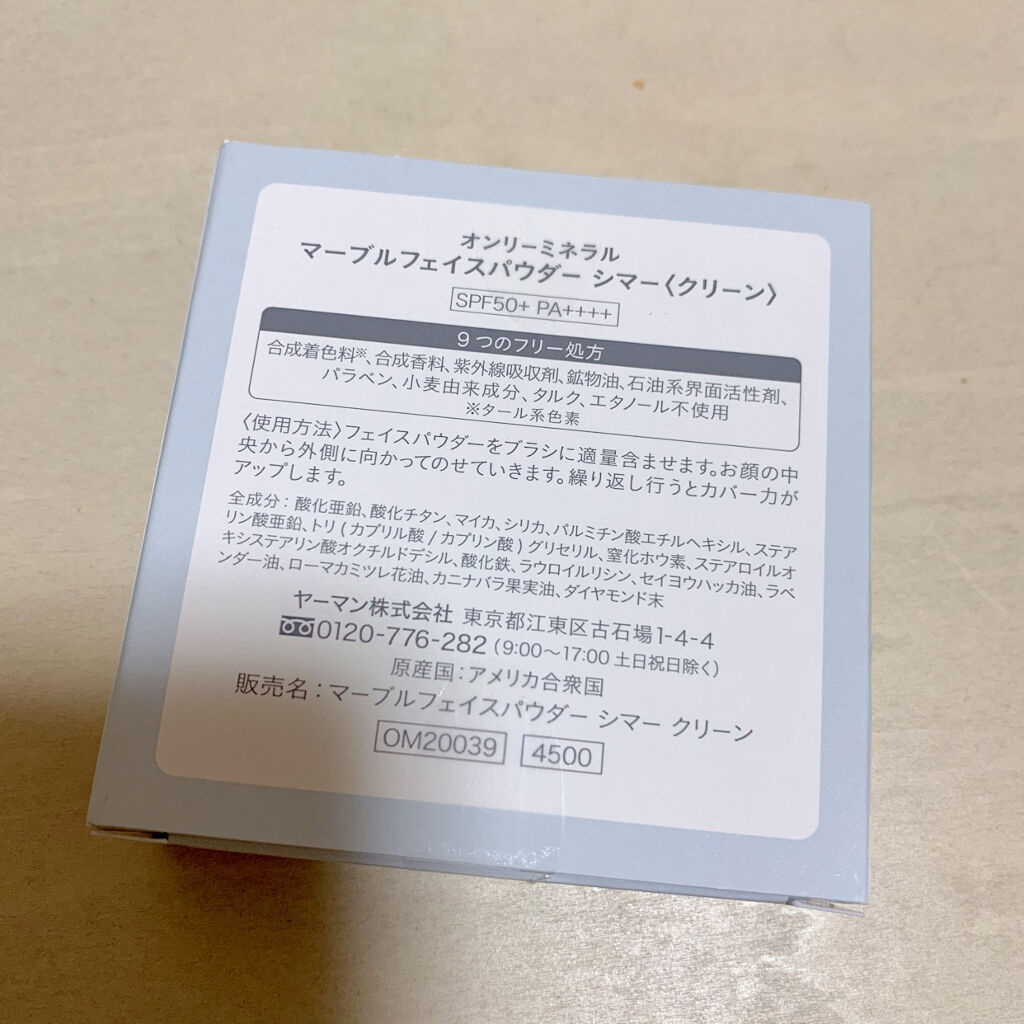 オンリーミネラル
マーブルフェイスパウダー シマー〈クリーン〉
SPF50+ PA++++
9つのフリー処方
合成着色料※、合成香料、紫外線吸収剤、鉱物油、石油系界面活性剤、
パラベン、小麦由来成分、タルク、エタノール不使用
※タール系色素
〈使用方法〉フェイスパウダーをブラシに適量含ませます。お顔の中
央から外側に向かってのせていきます。繰り返し行うとカバー力が
アップします。
全成分：酸化亜鉛、酸化チタン、マイカ、シリカ、パルミチン酸エチルヘキシル、ステア
リン酸亜鉛、トリ(カプリル酸/カプリン酸)グリセリル、窒化ホウ素、ステアロイルオ
キシステアリン酸オクチルドデシル、酸化鉄、ラウロイルリシン、セイヨウハッカ油、ラベ
ンダー油、ローマカミツレ花油、カニナバラ果実油、ダイヤモンド末
ヤーマン株式会社 東京都江東区古石場1-4-4
0120-776-282（9:00〜17:00 土日祝日除く）
原産国：アメリカ合衆国
販売名：マーブルフェイスパウダー シマー クリーン
OM20039 4500